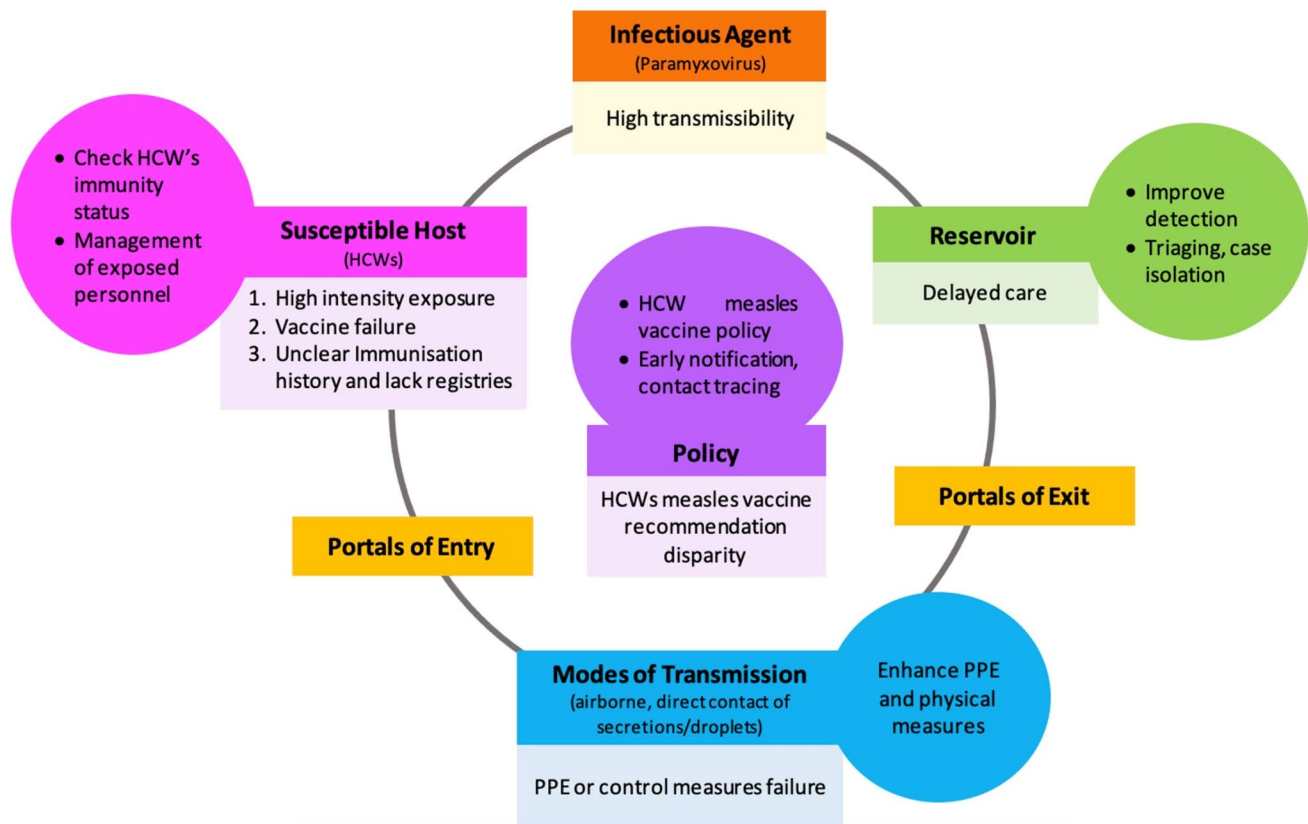 Infectious Agent
(Paramyxovirus)
High transmissibility
• Check HCW's
immunity
status
• Management
of exposed
personnel
Susceptible Host
(HCWs)
1. High intensity exposure
2. Vaccine failure
3. Unclear Immunisation
history and lack registries
• Improve
detection
• Triaging, case
isolation
Reservoir
Delayed care
• HCW measles
vaccine policy
• Early notification,
contact tracing
Policy
HCWs measles vaccine
recommendation
disparity
Portals of Exit
Portals of Entry
Modes of Transmission
(airborne, direct contact of
secretions/droplets)
PPE or control measures failure
Enhance PPE
and physical
measures